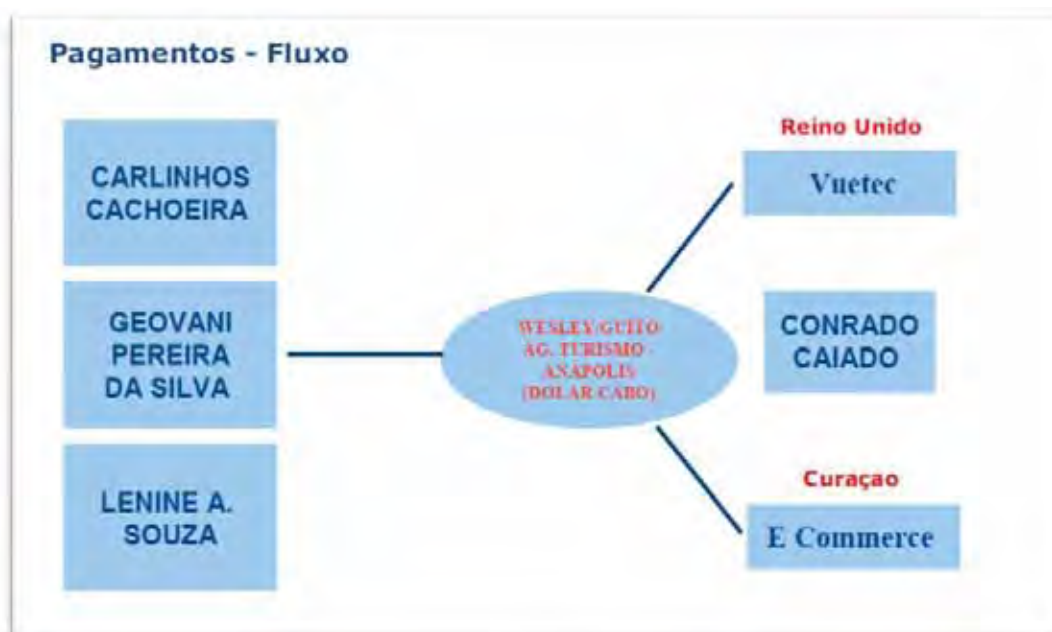 Pagamentos - Fluxo
CARLINHOS
CACHOEIRA
GEOVANI
PEREIRA
DA SILVA
LENINE A.
SOUZA
WESLEY/GUITO
AG. TURISMO -
ANÁPOLIS
(DOLAR CABO)
Reino Unido
Vuetec
CONRADO
CAIADO
Curaçao
E Commerce